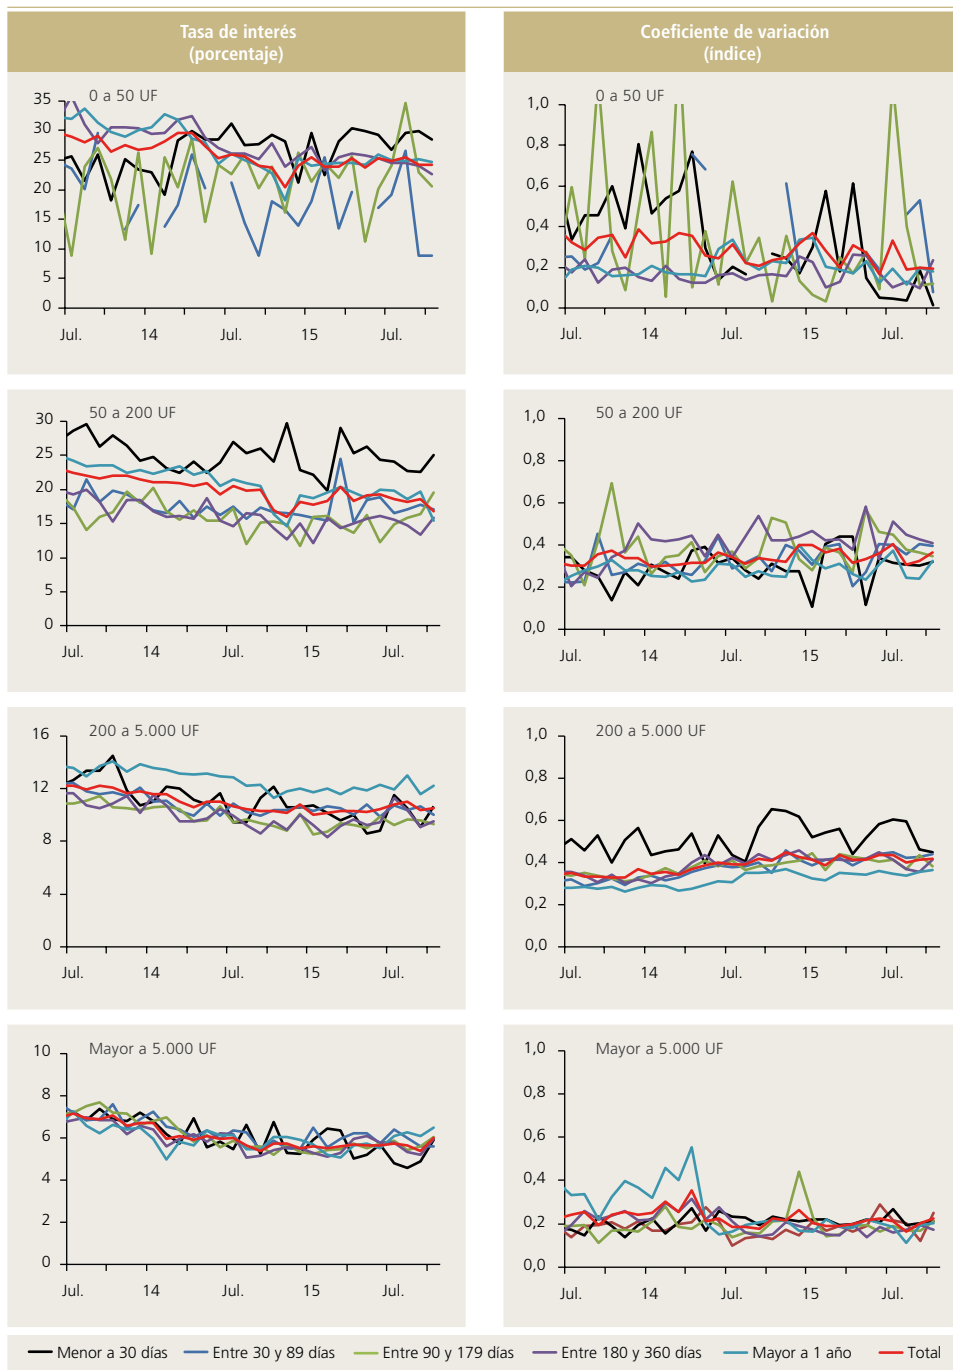 Tasa de interés
(porcentaje)
Coeficiente de variación
(índice)
0 a 50 UF
35
30
25
20
15
10
5
0
Jul. 14 Jul. 15 Jul.
0 a 50 UF
1,0
0,8
0,6
0,4
0,2
0,0
Jul. 14 Jul. 15 Jul.
50 a 200 UF
30
25
20
15
10
0
Jul. 14 Jul. 15 Jul.
50 a 200 UF
1,0
0,8
0,6
0,4
0,2
0,0
Jul. 14 Jul. 15 Jul.
200 a 5.000 UF
16
12
8
4
0
Jul. 14 Jul. 15 Jul.
200 a 5.000 UF
1,0
0,8
0,6
0,4
0,2
0,0
Jul. 14 Jul. 15 Jul.
Mayor a 5.000 UF
10
8
6
4
2
0
Jul. 14 Jul. 15 Jul.
Mayor a 5.000 UF
1,0
0,8
0,6
0,4
0,2
0,0
Jul. 14 Jul. 15 Jul.
Menor a 30 días Entre 30 y 89 días Entre 90 y 179 días Entre 180 y 360 días Mayor a 1 año Total